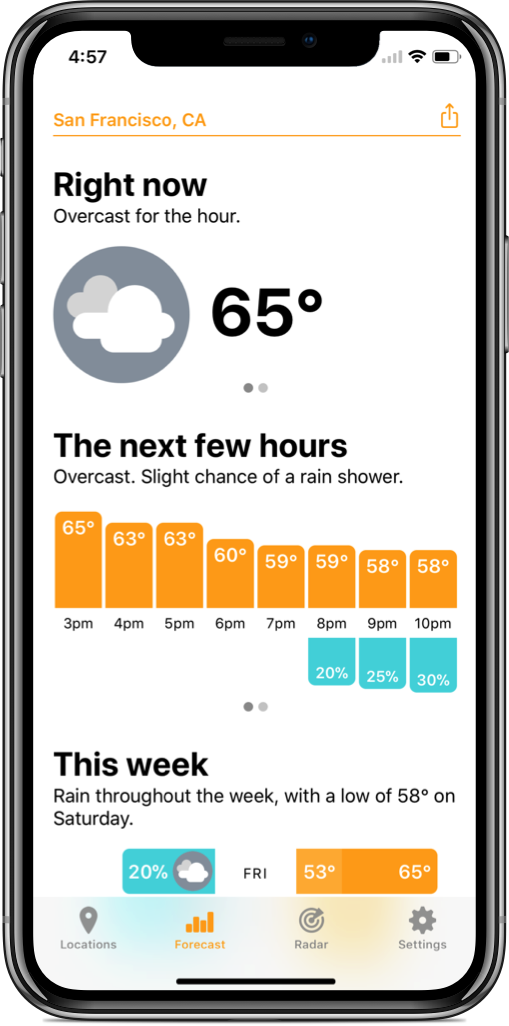 4:57
San Francisco, CA
Right now
Overcast for the hour.
65°
The next few hours
Overcast. Slight chance of a rain shower.
65° 63° 63° 60° 59° 59° 58° 58°
3pm 4pm 5pm 6pm 7pm 8pm 9pm 10pm
20% 25% 30%
This week
Rain throughout the week, with a low of 58° on
Saturday.
20% FRI 53° 65°
Locations Forecast Radar Settings